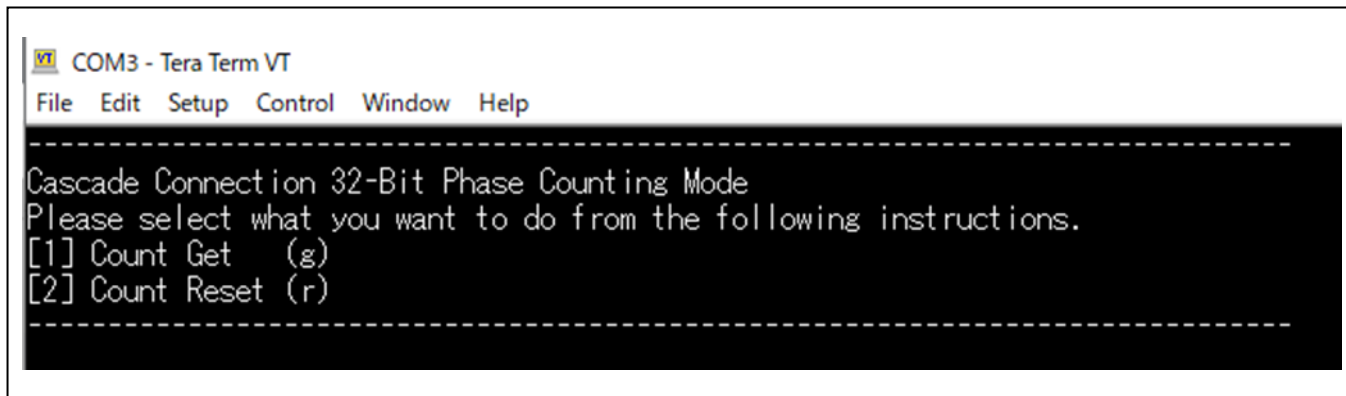 VT COM3 - Tera Term VT
File Edit Setup Control Window Help
------------------------------------------------------------------------------
Cascade Connection 32-Bit Phase Counting Mode
Please select what you want to do from the following instructions.
[1] Count Get   (g)
[2] Count Reset (r)
------------------------------------------------------------------------------